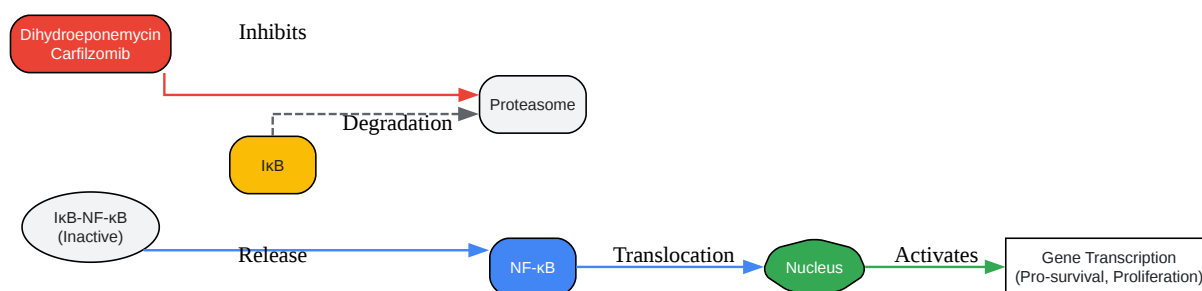 Dihydroeponemycin
Carfilzomib
Inhibits
Proteasome
Degradation
IκB
IκB-NF-κB
(Inactive)
Release
NF-κB
Translocation
Nucleus
Activates
Gene Transcription
(Pro-survival, Proliferation)